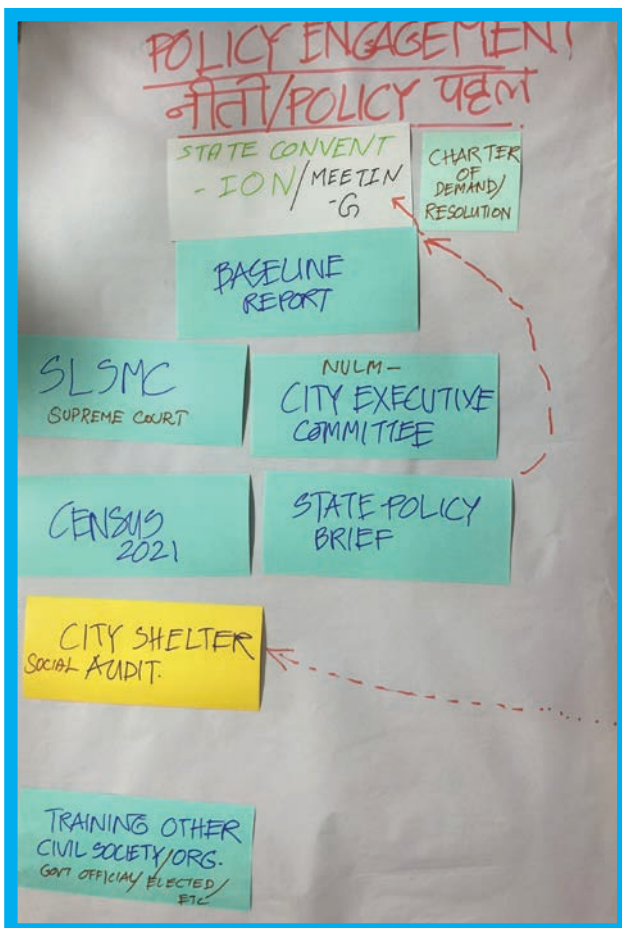 POLICY ENGAGEMENT
नीती/POLICY पहल
STATE CONVENT
- ION/MEETIN
-G
CHARTER
OF
DEMAND/
RESOLUTION
BASELINE
REPORT
SLSMC
SUPREME COURT
NULM-
CITY EXECUTIVE
COMMITTEE
CENSUS
2021
STATE POLICY
BRIEF
CITY SHELTER
SOCIAL AUDIT.
TRAINING OTHER
CIVIL SOCIETY/ORG.
GOVT OFFICIAL/ELECTED/
ETC